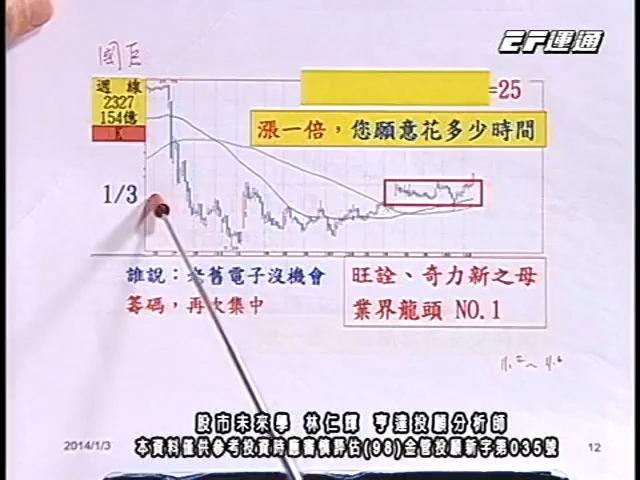 國巨
EF運通
週 線
2327
154億
=25
漲一倍，您願意花多少時間
1/3
誰說：老舊電子沒機會
籌碼，再次集中
旺詮、奇力新之母
業界龍頭 NO.1
股市未來學 林仁輝 亨達投顧分析師
2014/1/3
本資料僅供參考投資時應審慎評估(98)金管投顧新字第035號
12